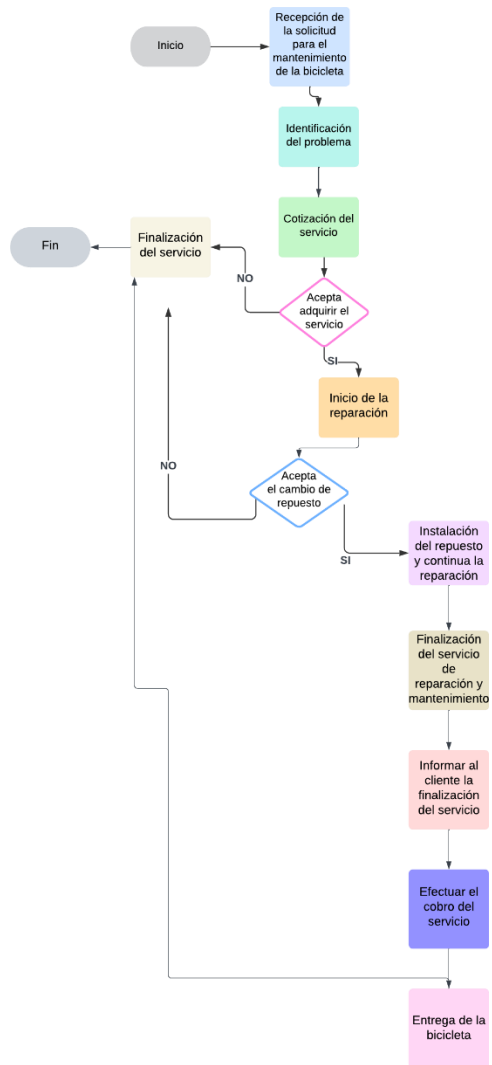 Inicio
Recepción de
la solicitud
para el
mantenimiento
de la bicicleta
Identificación
del problema
Cotización del
servicio
Fin
Finalización
del servicio
NO
Acepta
adquirir el
servicio
SI
Inicio de la
reparación
NO
Acepta
el cambio de
repuesto
SI
Instalación
del repuesto
y continua la
reparación
Finalización
del servicio
de
reparación y
mantenimiento
Informar al
cliente la
finalización
del servicio
Efectuar el
cobro del
servicio
Entrega de la
bicicleta